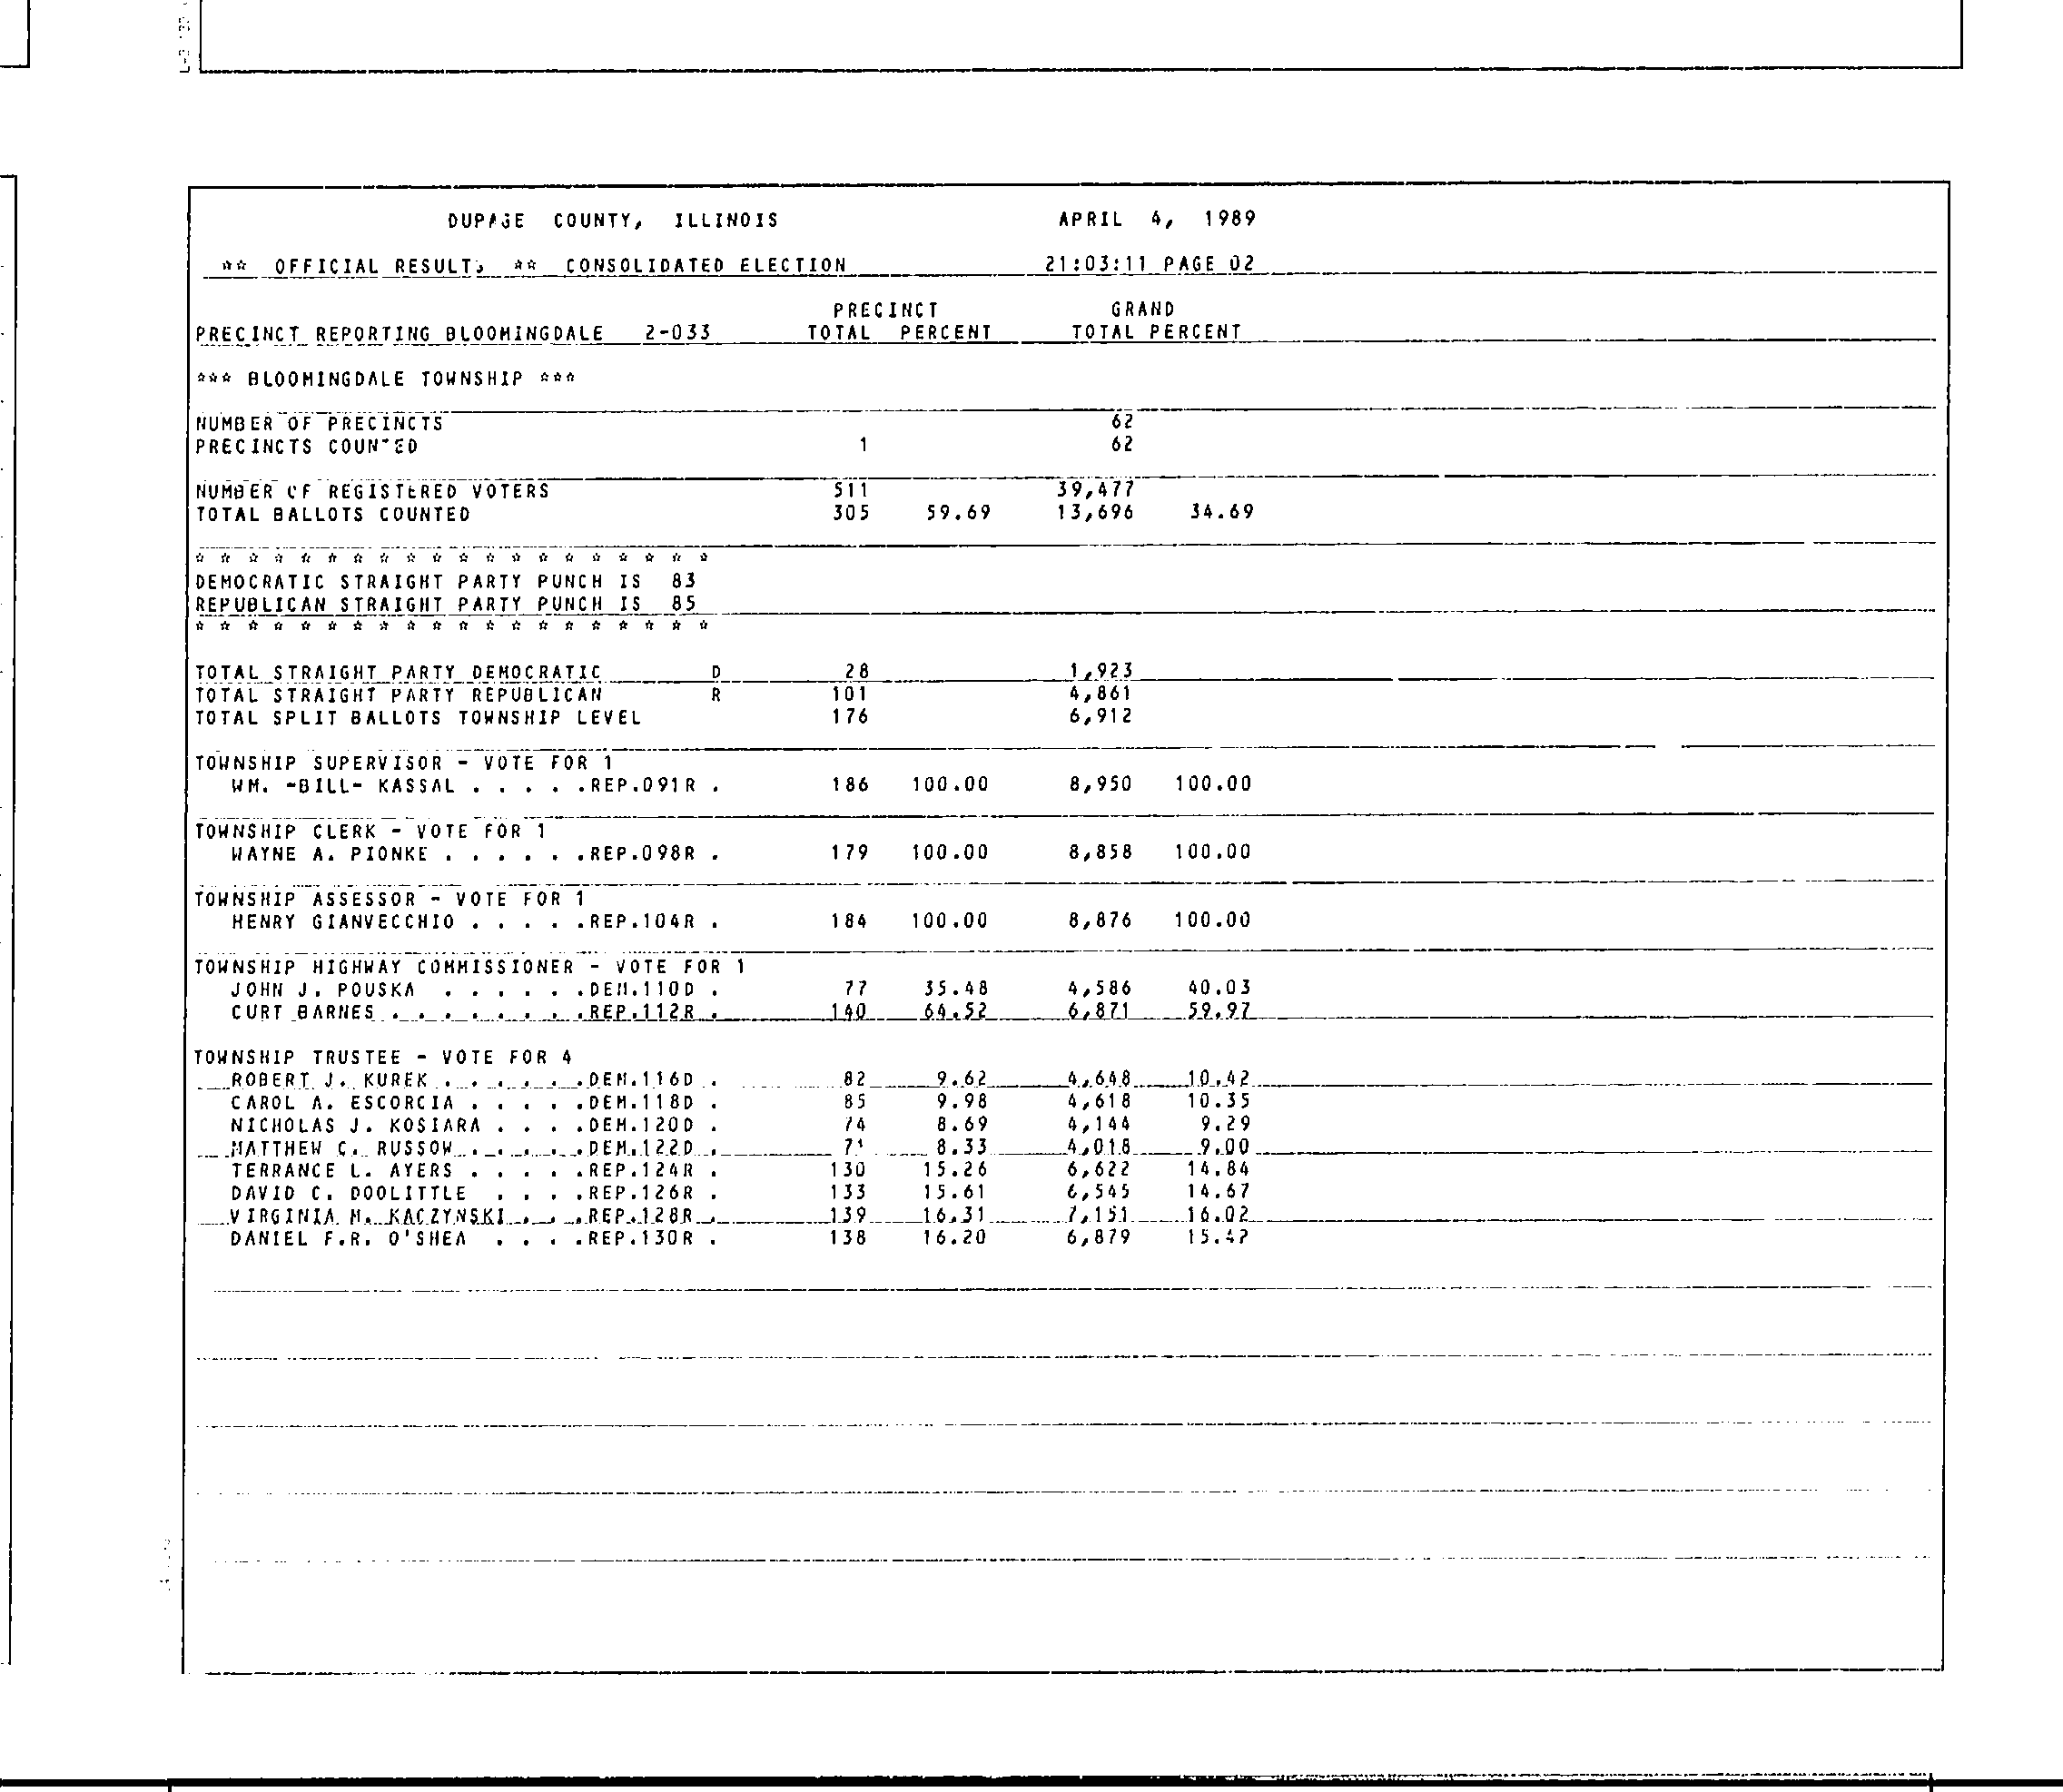 DUPAGE COUNTY, ILLINOIS APRIL 4, 1989
** OFFICIAL RESULTS ** CONSOLIDATED ELECTION 21:03:11 PAGE 02
PRECINCT GRAND
PRECINCT REPORTING BLOOMINGDALE 2-033 TOTAL PERCENT TOTAL PERCENT
*** BLOOMINGDALE TOWNSHIP ***
NUMBER OF PRECINCTS 62
PRECINCTS COUNTED 1 62
NUMBER OF REGISTERED VOTERS 511 39,477
TOTAL BALLOTS COUNTED 305 59.69 13,696 34.69
* * * * * * * * * * * * * * * * * * * *
DEMOCRATIC STRAIGHT PARTY PUNCH IS 83
REPUBLICAN STRAIGHT PARTY PUNCH IS 85
* * * * * * * * * * * * * * * * * * * *
TOTAL STRAIGHT PARTY DEMOCRATIC D 28 1,923
TOTAL STRAIGHT PARTY REPUBLICAN R 101 4,861
TOTAL SPLIT BALLOTS TOWNSHIP LEVEL 176 6,912
TOWNSHIP SUPERVISOR - VOTE FOR 1
WM. -BILL- KASSAL . . . . .REP.091R . 186 100.00 8,950 100.00
TOWNSHIP CLERK - VOTE FOR 1
WAYNE A. PIONKE . . . . . .REP.098R . 179 100.00 8,858 100.00
TOWNSHIP ASSESSOR - VOTE FOR 1
HENRY GIANVECCHIO . . . . .REP.104R . 184 100.00 8,876 100.00
TOWNSHIP HIGHWAY COMMISSIONER - VOTE FOR 1
JOHN J. POUSKA . . . . . .DEM.110D . 77 35.48 4,586 40.03
CURT BARNES . . . . . . . .REP.112R . 140 64.52 6,871 59.97
TOWNSHIP TRUSTEE - VOTE FOR 4
ROBERT J. KUREK . . . . . .DEM.116D . 82 9.62 4,648 10.42
CAROL A. ESCORCIA . . . . .DEM.118D . 85 9.98 4,618 10.35
NICHOLAS J. KOSIARA . . . .DEM.120D . 74 8.69 4,144 9.29
MATTHEW C. RUSSOW . . . . .DEM.122D . 71 8.33 4,018 9.00
TERRANCE L. AYERS . . . . .REP.124R . 130 15.26 6,622 14.84
DAVID C. DOOLITTLE . . . .REP.126R . 133 15.61 6,545 14.67
VIRGINIA M. KACZYNSKI . . .REP.128R . 139 16.31 7,151 16.02
DANIEL F.R. O'SHEA . . . .REP.130R . 138 16.20 6,879 15.42